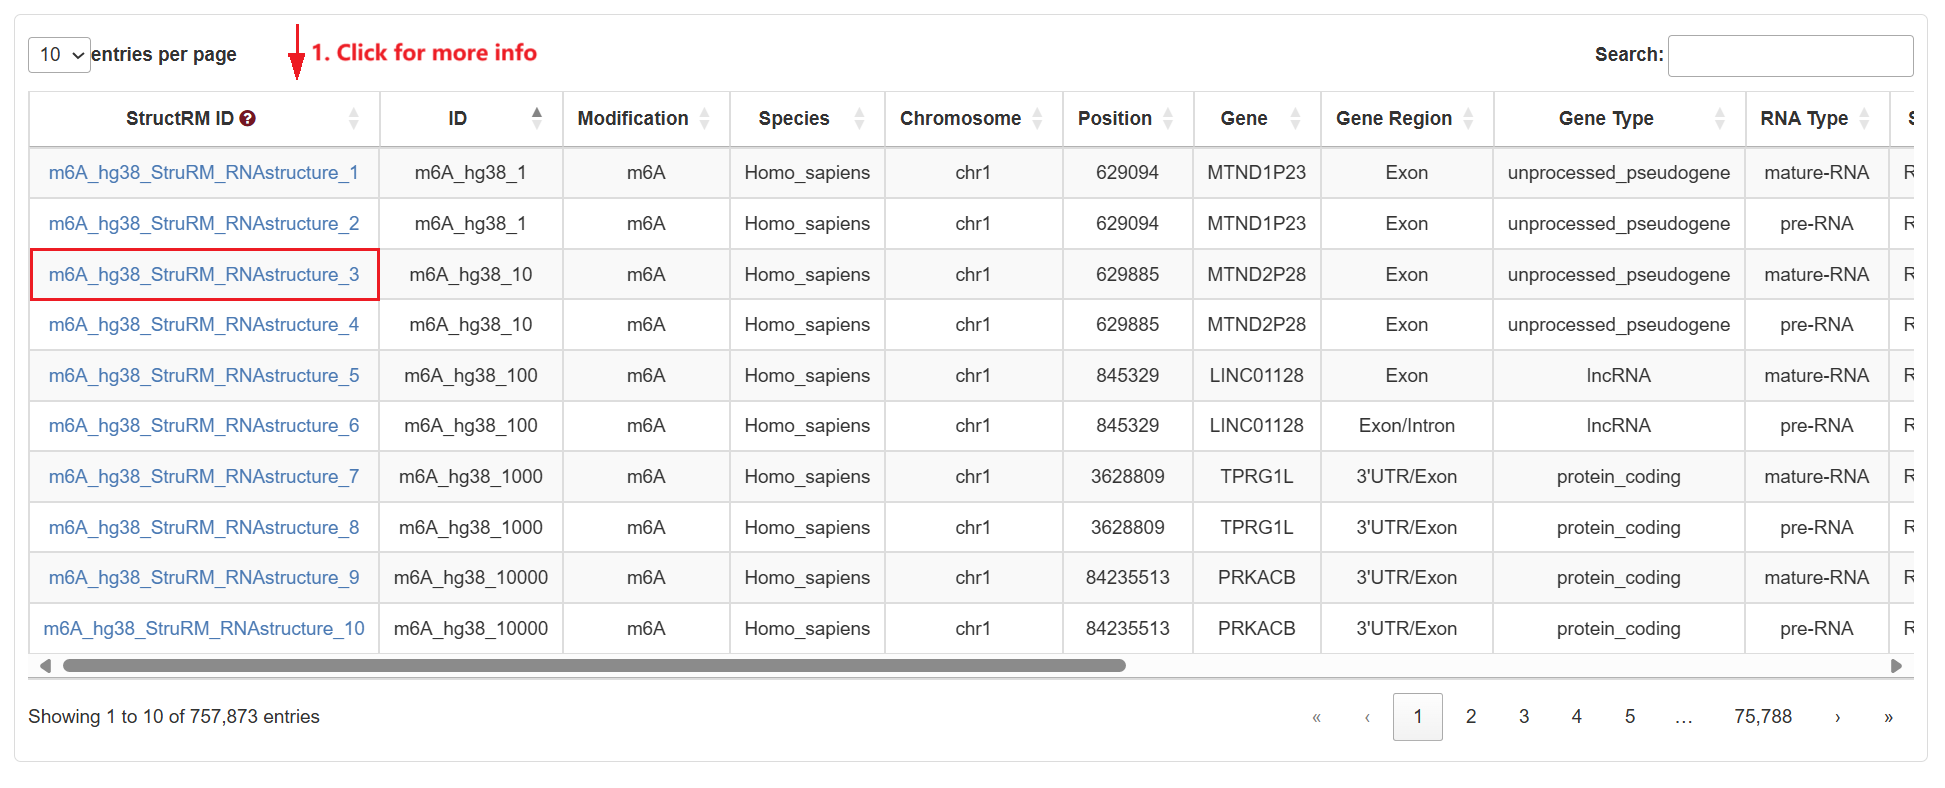 10 entries per page
1. Click for more info
Search:
StructRM ID ? ID Modification Species Chromosome Position Gene Gene Region Gene Type RNA Type
m6A_hg38_StruRM_RNAstructure_1 m6A_hg38_1 m6A Homo_sapiens chr1 629094 MTND1P23 Exon unprocessed_pseudogene mature-RNA R
m6A_hg38_StruRM_RNAstructure_2 m6A_hg38_1 m6A Homo_sapiens chr1 629094 MTND1P23 Exon unprocessed_pseudogene pre-RNA R
m6A_hg38_StruRM_RNAstructure_3 m6A_hg38_10 m6A Homo_sapiens chr1 629885 MTND2P28 Exon unprocessed_pseudogene mature-RNA R
m6A_hg38_StruRM_RNAstructure_4 m6A_hg38_10 m6A Homo_sapiens chr1 629885 MTND2P28 Exon unprocessed_pseudogene pre-RNA R
m6A_hg38_StruRM_RNAstructure_5 m6A_hg38_100 m6A Homo_sapiens chr1 845329 LINC01128 Exon lncRNA mature-RNA R
m6A_hg38_StruRM_RNAstructure_6 m6A_hg38_100 m6A Homo_sapiens chr1 845329 LINC01128 Exon/Intron lncRNA pre-RNA R
m6A_hg38_StruRM_RNAstructure_7 m6A_hg38_1000 m6A Homo_sapiens chr1 3628809 TPRG1L 3'UTR/Exon protein_coding mature-RNA R
m6A_hg38_StruRM_RNAstructure_8 m6A_hg38_1000 m6A Homo_sapiens chr1 3628809 TPRG1L 3'UTR/Exon protein_coding pre-RNA R
m6A_hg38_StruRM_RNAstructure_9 m6A_hg38_10000 m6A Homo_sapiens chr1 84235513 PRKACB 3'UTR/Exon protein_coding mature-RNA R
m6A_hg38_StruRM_RNAstructure_10 m6A_hg38_10000 m6A Homo_sapiens chr1 84235513 PRKACB 3'UTR/Exon protein_coding pre-RNA R
Showing 1 to 10 of 757,873 entries
« ‹ 1 2 3 4 5 … 75,788 › »